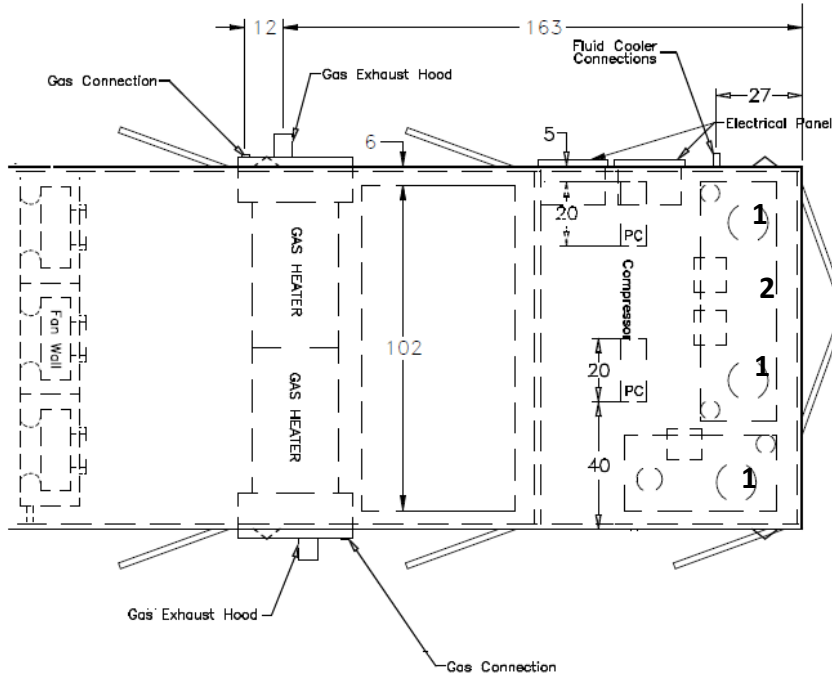 12
163
Fluid Cooler
Connections
Gas Connection
Gas Exhaust Hood
27
Electrical Panel
6
5
20
PC
1
GAS HEATER
Compressor
2
Fan Wall
102
20
PC
1
GAS HEATER
40
1
Gas Exhaust Hood
Gas Connection